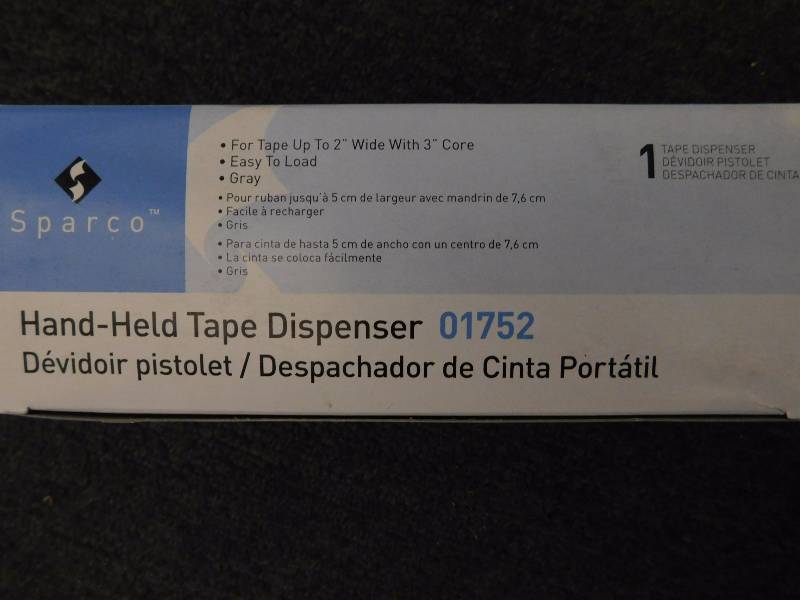 Sparco™
• For Tape Up To 2" Wide With 3" Core
• Easy To Load
• Gray
• Pour ruban jusqu'à 5 cm de largeur avec mandrin de 7,6 cm
• Facile à recharger
• Gris
• Para cinta de hasta 5 cm de ancho con un centro de 7,6 cm
• La cinta se coloca fácilmente
• Gris
1 TAPE DISPENSER
DÉVIDOIR PISTOLET
DESPACHADOR DE CINTA
Hand-Held Tape Dispenser 01752
Dévidoir pistolet / Despachador de Cinta Portátil